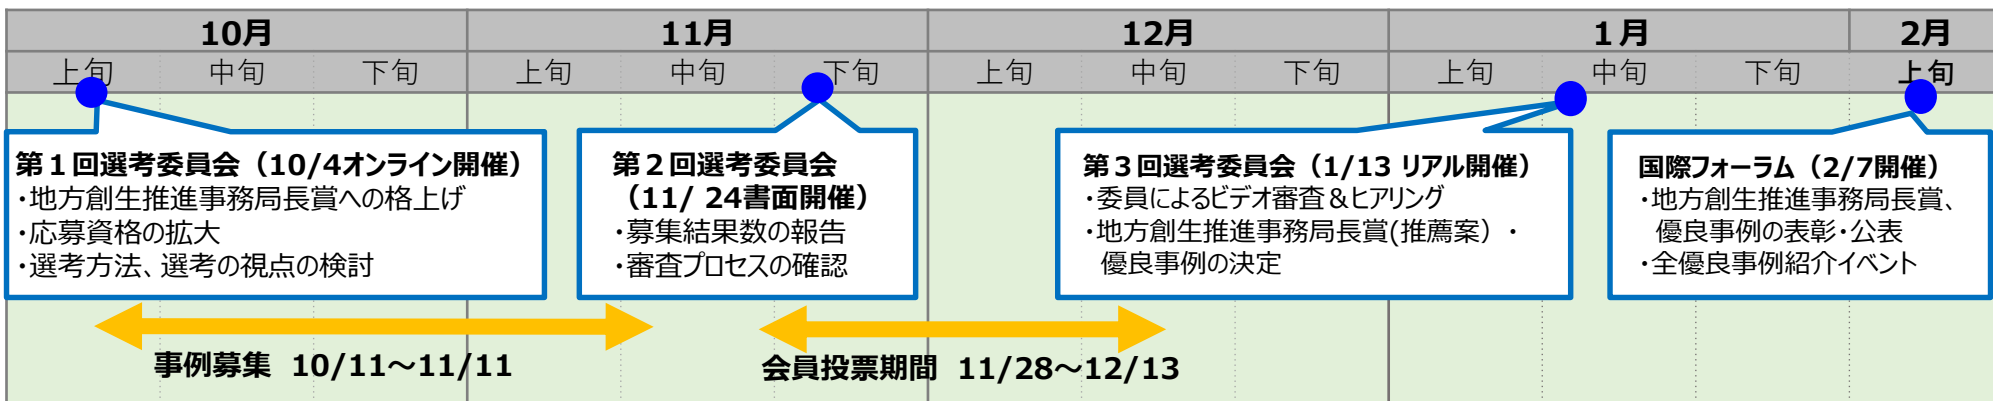 10月 11月 12月 １月 2月
上旬 中旬 下旬 上旬 中旬 下旬 上旬 中旬 下旬 上旬 中旬 下旬 上旬
第１回選考委員会（10/4オンライン開催）
・地方創生推進事務局長賞への格上げ
・応募資格の拡大
・選考方法、選考の視点の検討
第２回選考委員会
（11/ 24書面開催）
・募集結果数の報告
・審査プロセスの確認
第３回選考委員会（1/13 リアル開催）
・委員によるビデオ審査＆ヒアリング
・地方創生推進事務局長賞(推薦案）・
優良事例の決定
国際フォーラム（2/7開催）
・地方創生推進事務局長賞、
優良事例の表彰・公表
・全優良事例紹介イベント
事例募集 10/11～11/11
会員投票期間 11/28～12/13